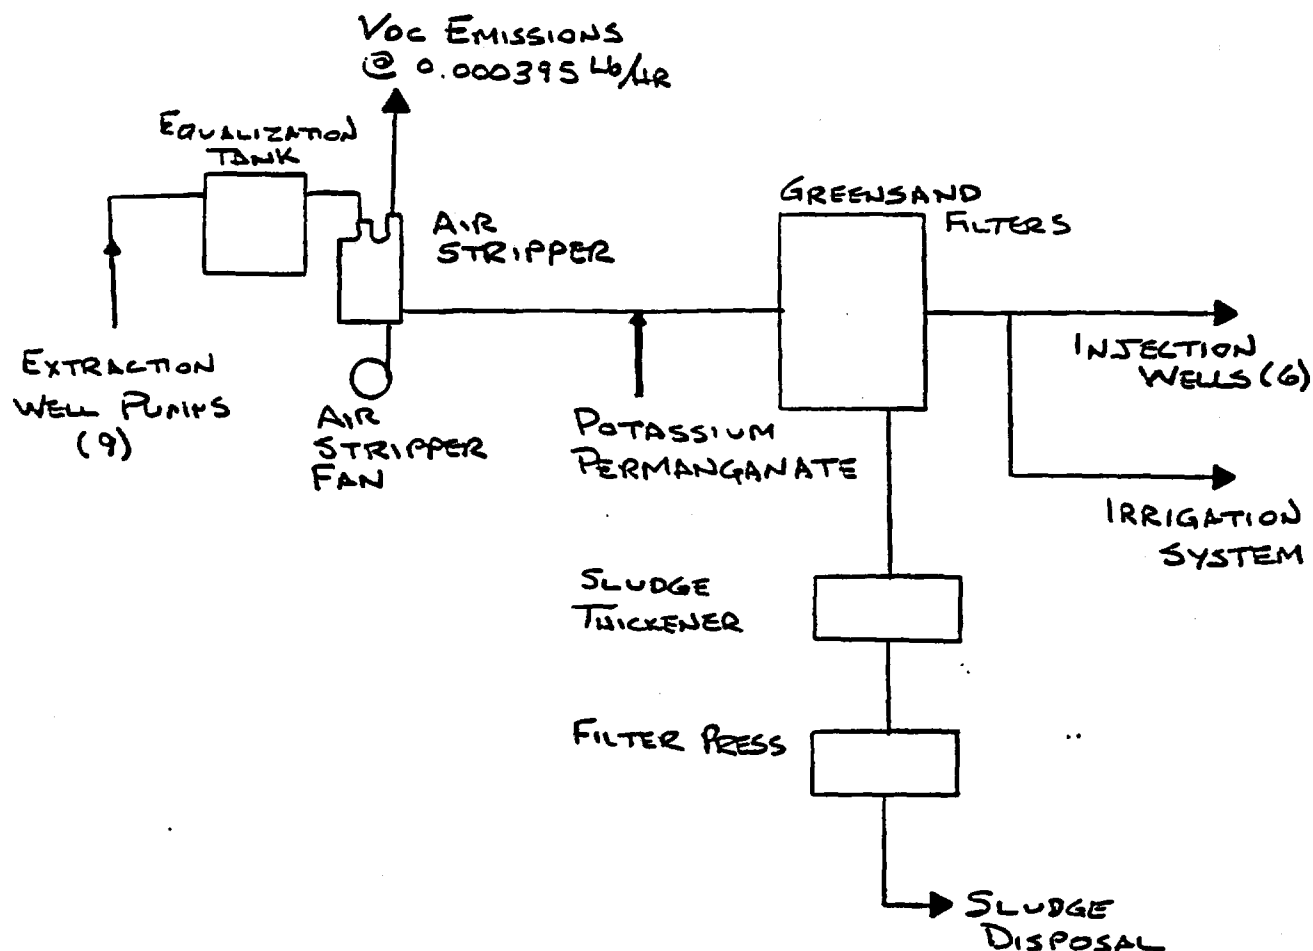 VOC EMISSIONS
@ 0.000395 Lb/HR
EQUALIZATION
TANK
AIR
STRIPPER
GREENSAND
FILTERS
EXTRACTION
WELL PUMPS
(9)
AIR
STRIPPER
FAN
POTASSIUM
PERMANGANATE
INJECTION
WELLS (6)
IRRIGATION
SYSTEM
SLUDGE
THICKENER
FILTER PRESS
SLUDGE
DISPOSAL